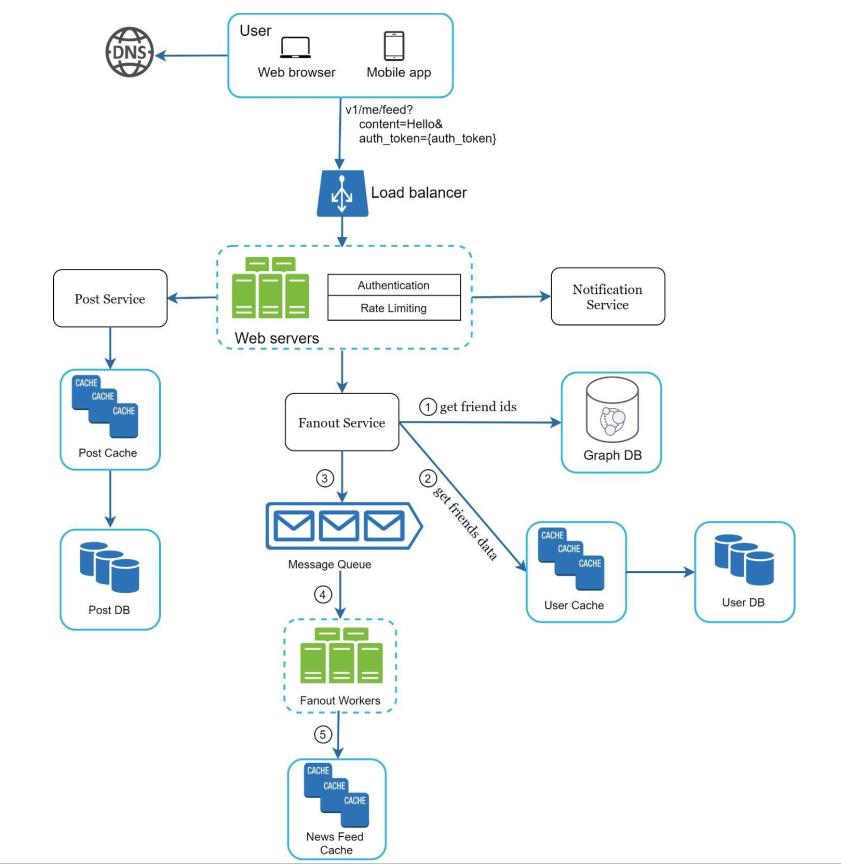 User
DNS
Web browser
Mobile app
v1/me/feed?
content=Hello&
auth_token={auth_token}
Load balancer
Post Service
Authentication
Rate Limiting
Web servers
Notification
Service
CACHE
CACHE
CACHE
Post Cache
Fanout Service
1 get friend ids
Graph DB
2 get friends data
3
Message Queue
CACHE
CACHE
CACHE
User Cache
User DB
Post DB
4
Fanout Workers
5
CACHE
CACHE
CACHE
News Feed
Cache